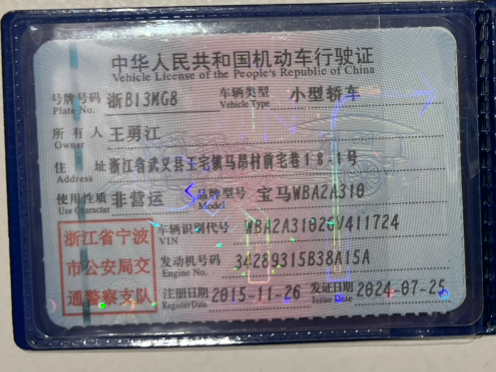 中华人民共和国机动车行驶证
Vehicle License of the People's Republic of China
号牌号码 浙B13MG8 车辆类型 小型轿车
Plate No. Vehicle Type
所有人 王勇江
Owner
住址 浙江省武义县王宅镇马昂村前宅巷18-1号
Address
使用性质 非营运 品牌型号 宝马WBA2A310
Use Character Model
浙江省宁波市公安局交通警察支队
车辆识别代号
VIN
发动机号码 34289315B38A15A
Engine No.
注册日期 2015-11-26 发证日期 2024-07-25
Register Date Issue Date